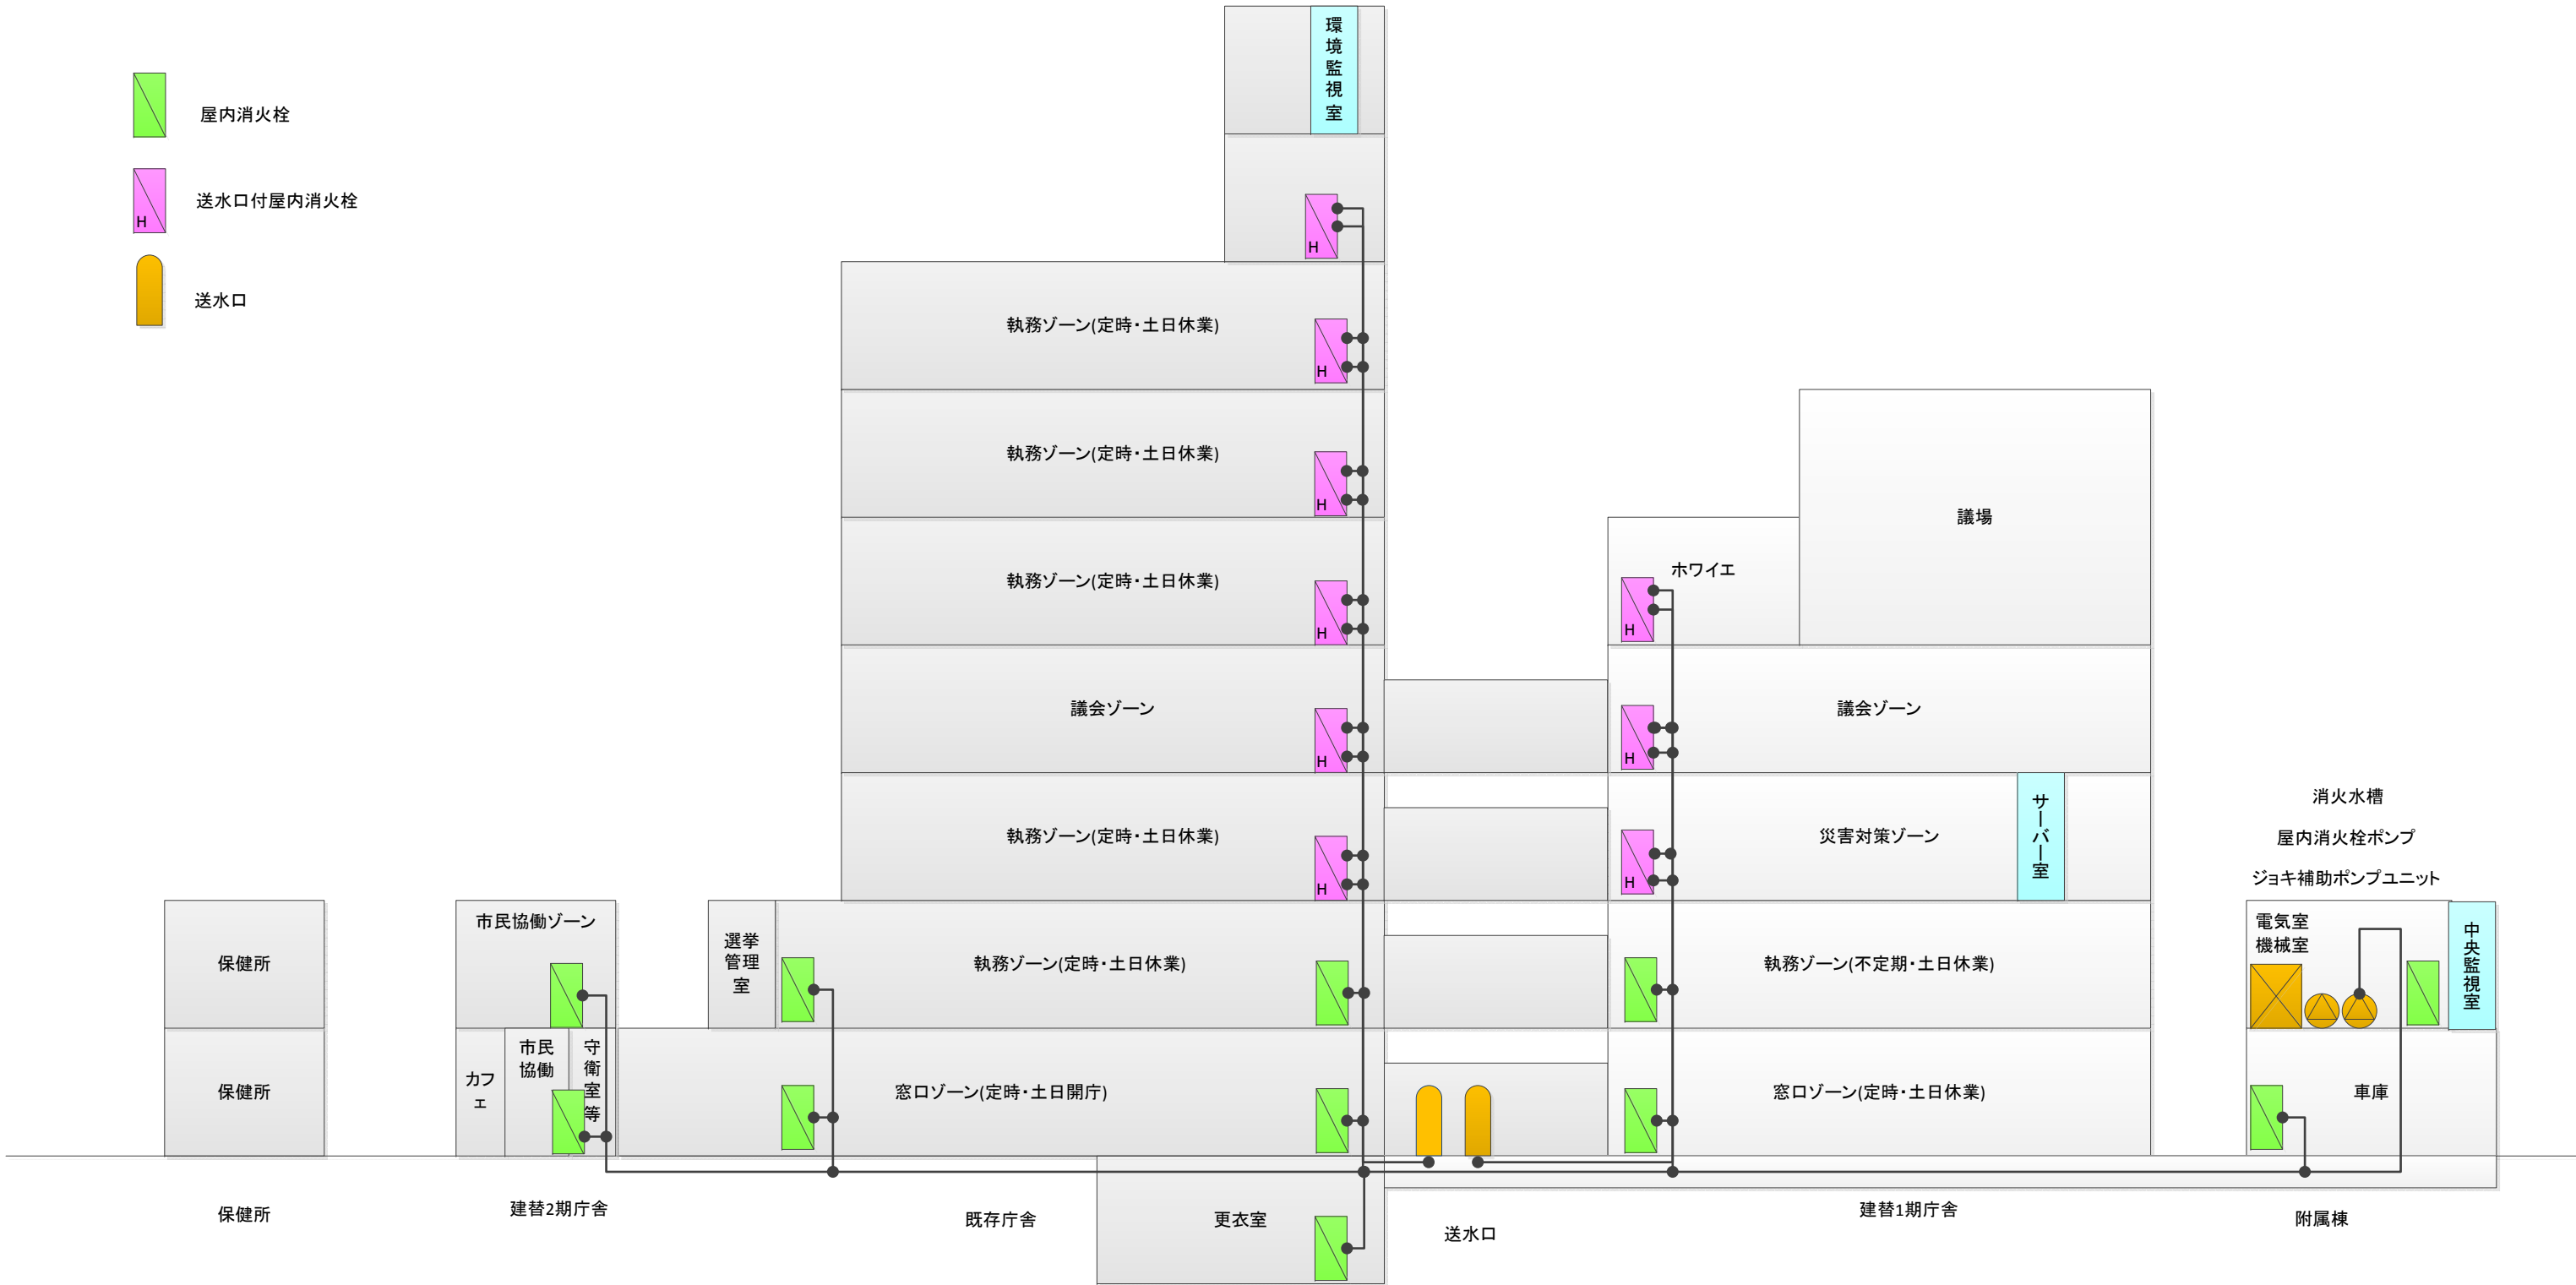 環境監視室
屋内消火栓
H
送水口付屋内消火栓
送水口
H
執務ゾーン(定時・土日休業)
H
執務ゾーン(定時・土日休業)
H
執務ゾーン(定時・土日休業)
H
議場
ホワイエ
H
議会ゾーン
H
議会ゾーン
H
執務ゾーン(定時・土日休業)
H
災害対策ゾーン
H
サーバー室
消火水槽
屋内消火栓ポンプ
ジョキ補助ポンプユニット
保健所
市民協働ゾーン
選挙
管理
室
執務ゾーン(定時・土日休業)
執務ゾーン(不定期・土日休業)
電気室
機械室
中央監視室
保健所
カフ
ェ
市民
協働
守衛室等
窓口ゾーン(定時・土日開庁)
窓口ゾーン(定時・土日休業)
車庫
保健所
建替2期庁舎
既存庁舎
更衣室
送水口
建替1期庁舎
附属棟